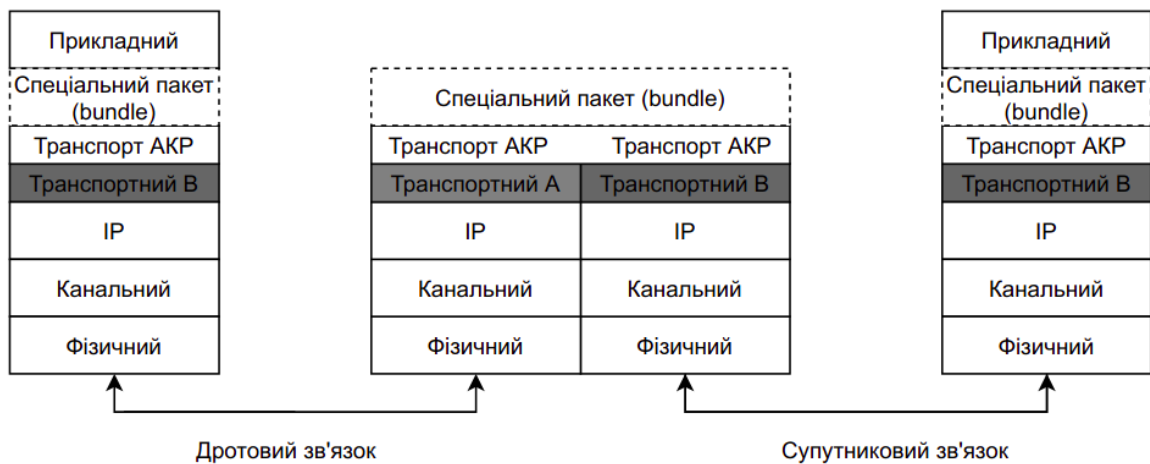 Прикладний
Спеціальний пакет
(bundle)
Транспорт АКР
Транспортний В
IP
Канальний
Фізичний
Спеціальний пакет (bundle)
Транспорт АКР
Транспорт АКР
Транспортний А
Транспортний В
IP
IP
Канальний
Канальний
Фізичний
Фізичний
Прикладний
Спеціальний пакет
(bundle)
Транспорт АКР
Транспортний В
IP
Канальний
Фізичний
Дротовий зв'язок
Супутниковий зв'язок